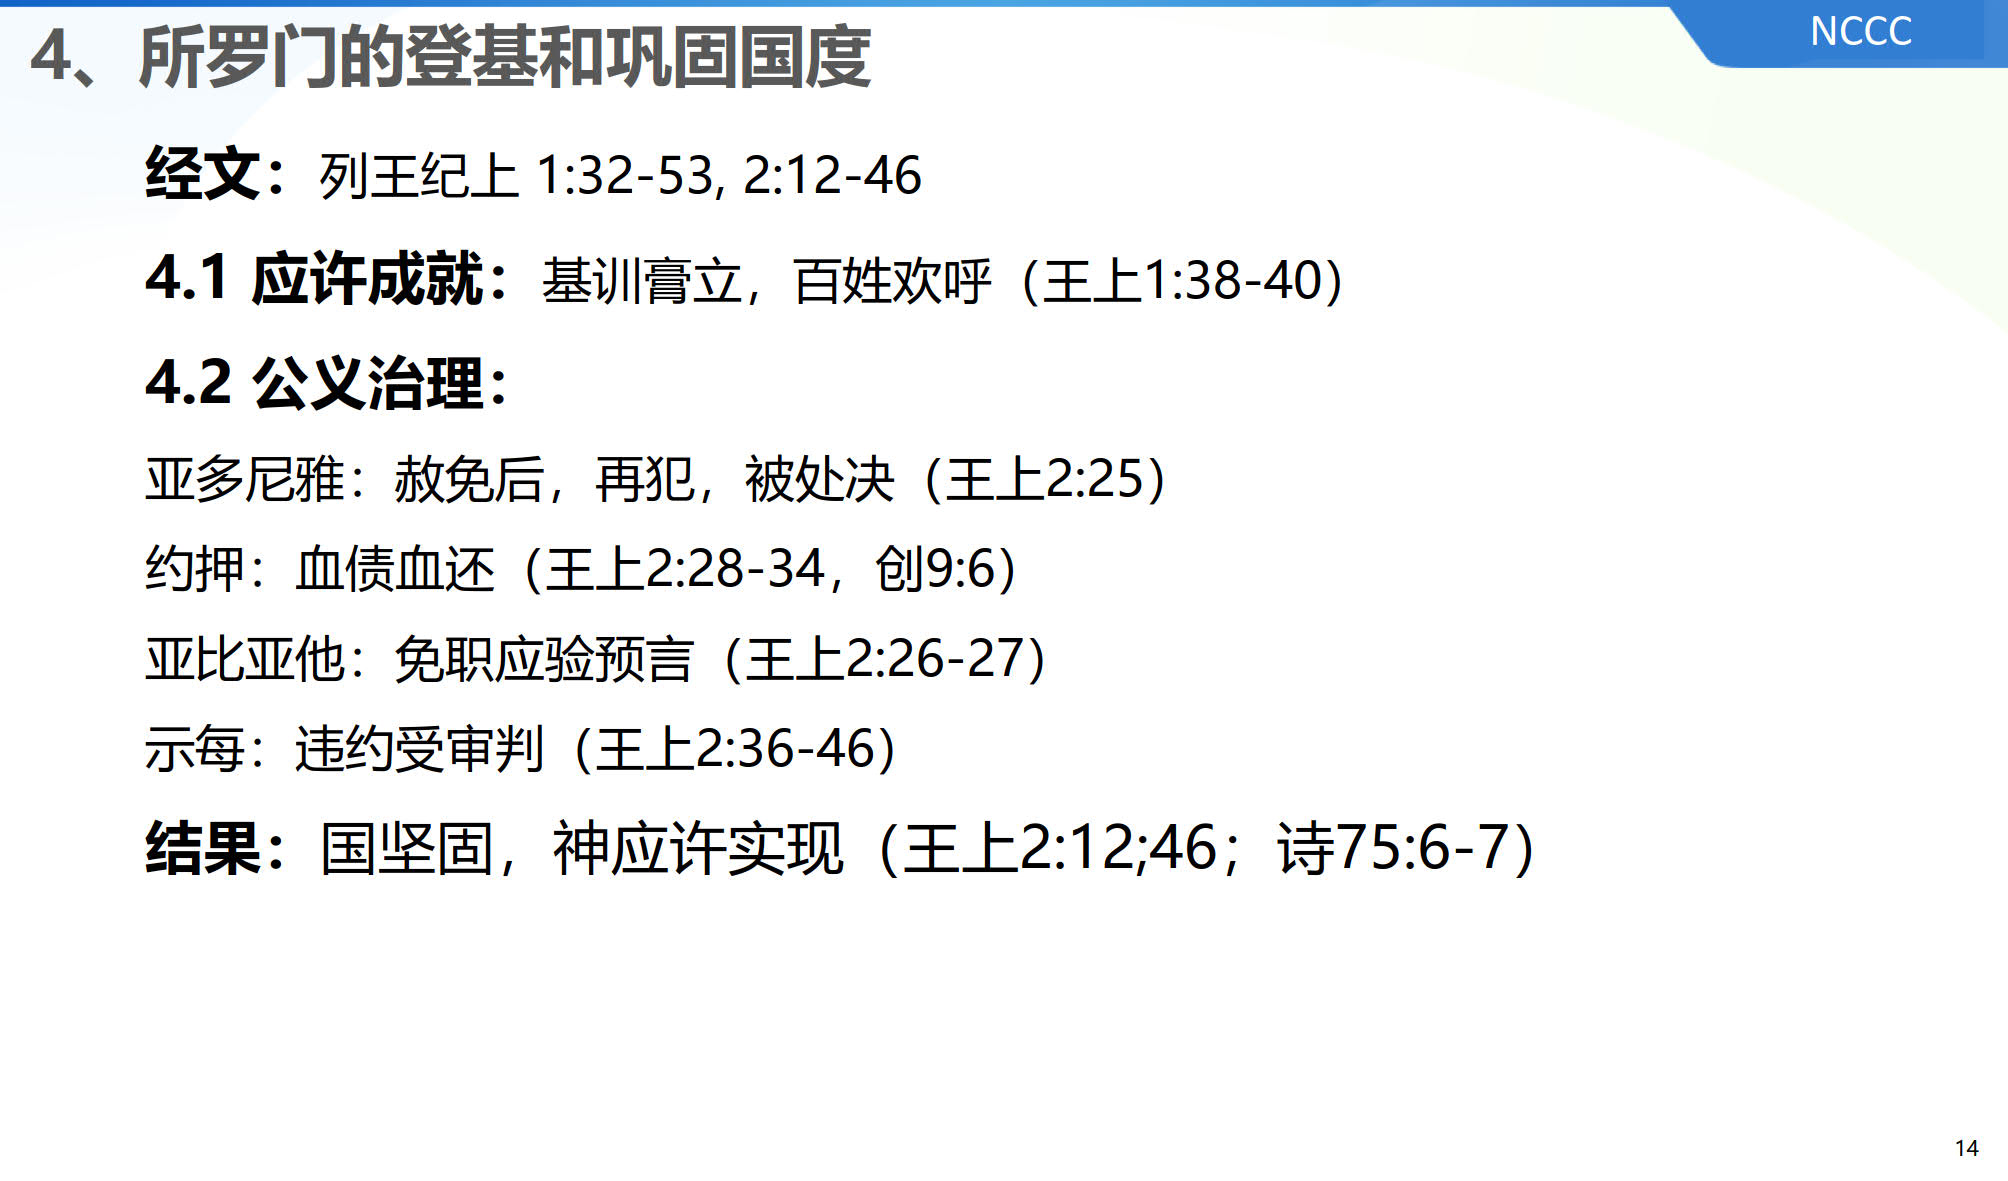 NCCC
4、所罗门的登基和巩固国度
经文：列王纪上 1:32-53, 2:12-46
4.1 应许成就：基训膏立，百姓欢呼（王上1:38-40）
4.2 公义治理：
亚多尼雅：赦免后，再犯，被处决（王上2:25）
约押：血债血还（王上2:28-34，创9:6）
亚比亚他：免职应验预言（王上2:26-27）
示每：违约受审判（王上2:36-46）
结果：国坚固，神应许实现（王上2:12;46；诗75:6-7）
14